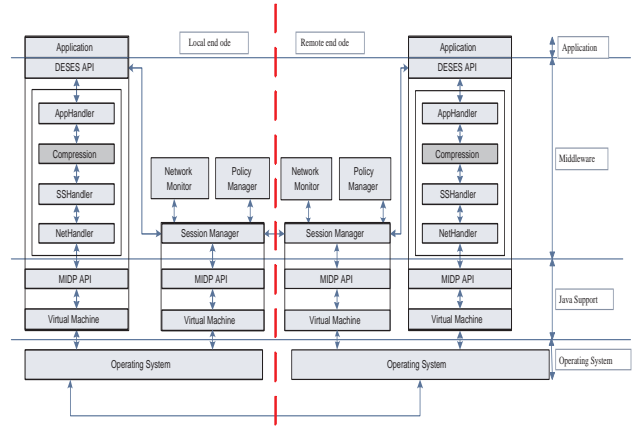 Local end ode
Remote end ode
Application
Application
Application
DESES API
DESES API
AppHandler
AppHandler
Compression
Compression
Middleware
Network
Monitor
Policy
Manager
Network
Monitor
Policy
Manager
SSHandler
SSHandler
NetHandler
Session Manager
Session Manager
NetHandler
MIDP API
MIDP API
MIDP API
MIDP API
Java Support
Virtual Machine
Virtual Machine
Virtual Machine
Virtual Machine
Operating System
Operating System
Operating System